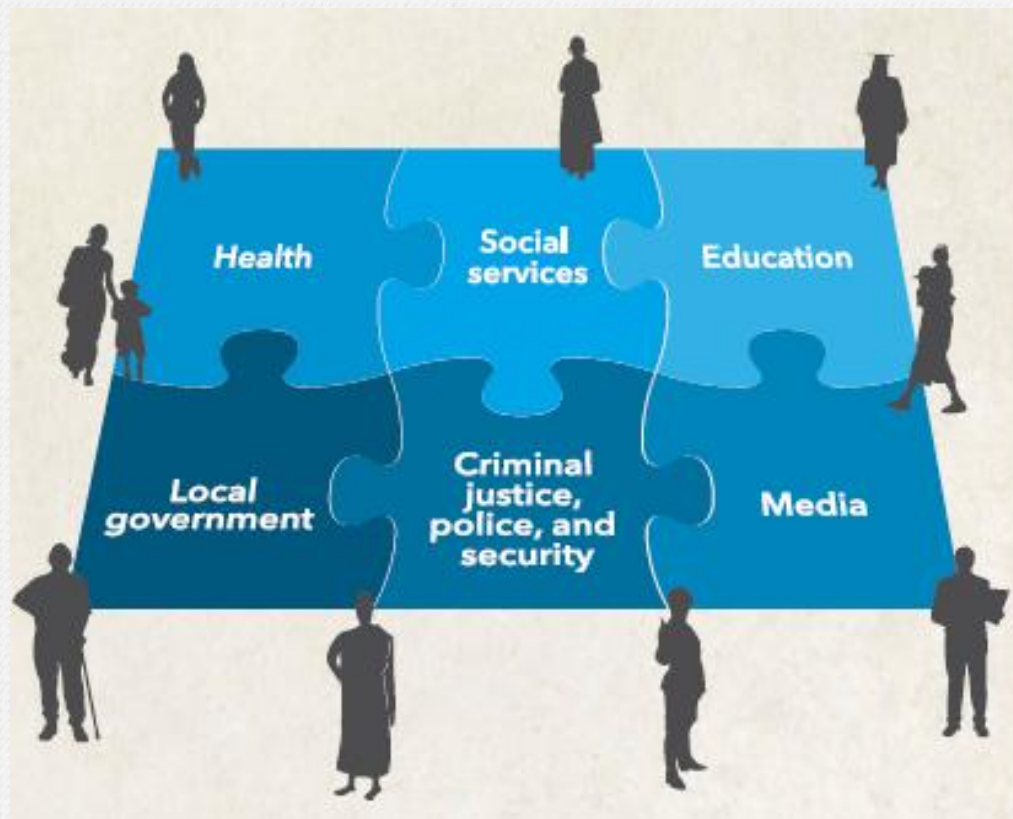 Health
Social
services
Education
Local
government
Criminal
justice,
police, and
security
Media